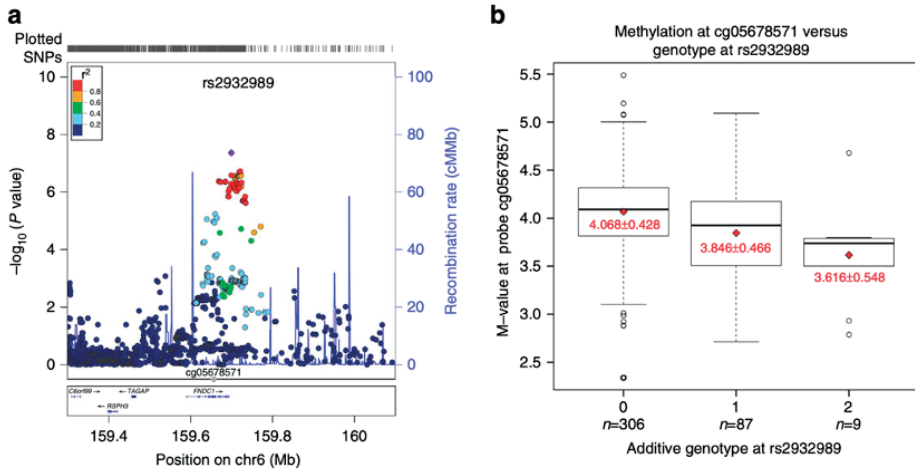 a
Plotted
SNPs
rs2932989
r2
0.8
0.6
0.4
0.2
10
8
6
4
2
0
–log10 (P value)
100
80
60
40
20
0
Recombination rate (cMMb)
cg05678571
C6orf99
TAGAP
FNDC1
RSPH3
159.4
159.6
159.8
160
Position on chr6 (Mb)
b
Methylation at cg05678571 versus
genotype at rs2932989
5.5
5.0
4.5
4.0
3.5
3.0
2.5
M–value at probe cg05678571
4.068±0.428
3.846±0.466
3.616±0.548
0
1
2
n=306
n=87
n=9
Additive genotype at rs2932989